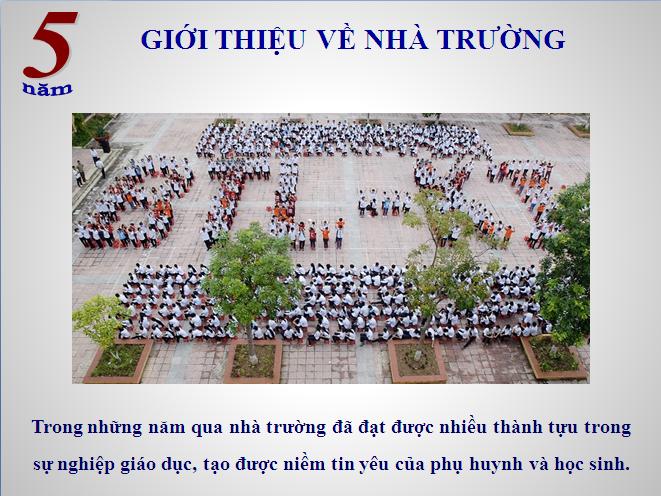 5
năm
GIỚI THIỆU VỀ NHÀ TRƯỜNG
Trong những năm qua nhà trường đã đạt được nhiều thành tựu trong
sự nghiệp giáo dục, tạo được niềm tin yêu của phụ huynh và học sinh.